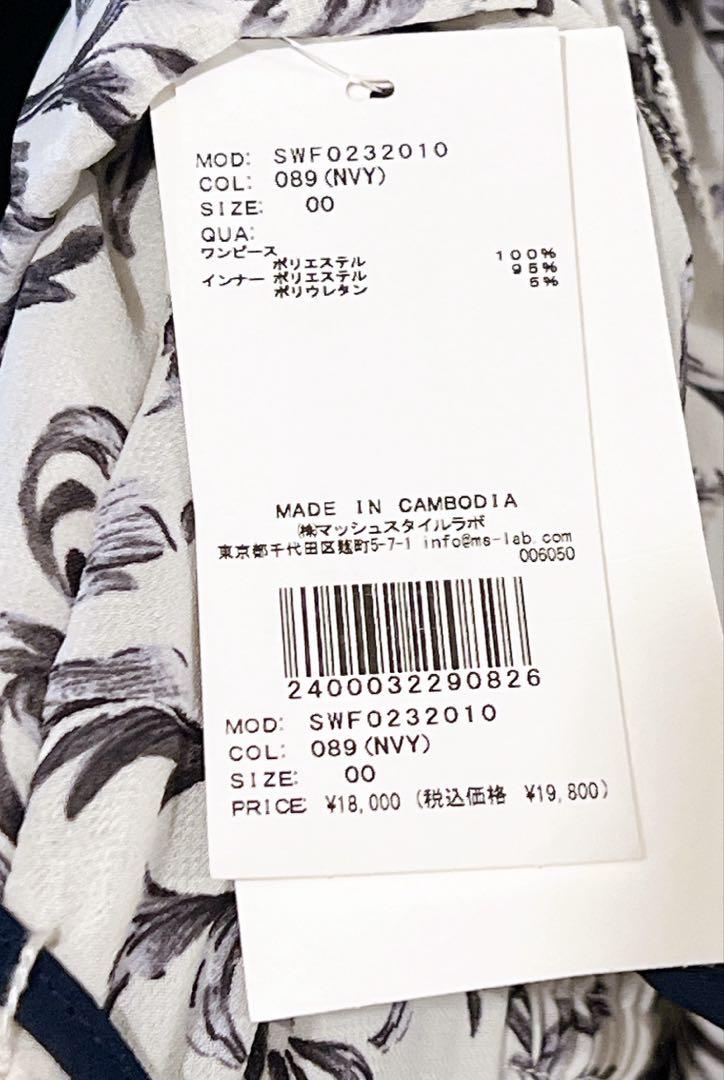 MOD: SWF0232010
COL: 089(NVY)
SIZE: 00
QUA:
ワンピース
ポリエステル 100%
インナー ポリエステル 95%
ポリウレタン 5%
MADE IN CAMBODIA
㈱マッシュスタイルラボ
東京都千代田区麹町5-7-1 info@ms-lab.com
006050
2400032290826
MOD: SWF0232010
COL: 089(NVY)
SIZE: 00
PRICE: ¥18,000 (税込価格 ¥19,800)